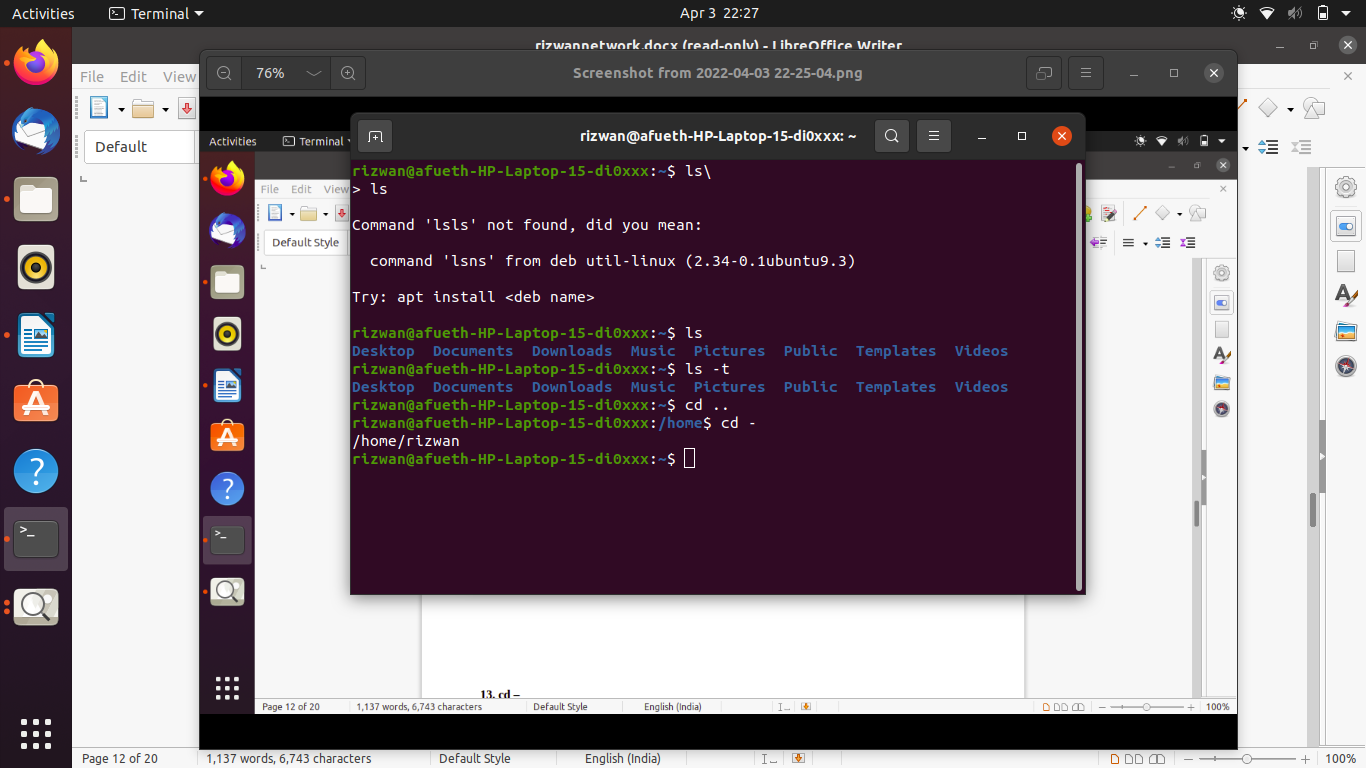 Activities Terminal Apr 3 22:27
rizwannetwork.docx (read-only) - LibreOffice Writer
File Edit View
76% Screenshot from 2022-04-03 22-25-04.png
Default
Activities Terminal
rizwan@afueth-HP-Laptop-15-di0xxx: ~
File Edit View
Default Style
rizwan@afueth-HP-Laptop-15-di0xxx:~$ ls\
> ls
Command 'lsls' not found, did you mean:
command 'lsns' from deb util-linux (2.34-0.1ubuntu9.3)
Try: apt install <deb name>
rizwan@afueth-HP-Laptop-15-di0xxx:~$ ls
Desktop Documents Downloads Music Pictures Public Templates Videos
rizwan@afueth-HP-Laptop-15-di0xxx:~$ ls -t
Desktop Documents Downloads Music Pictures Public Templates Videos
rizwan@afueth-HP-Laptop-15-di0xxx:~$ cd ..
rizwan@afueth-HP-Laptop-15-di0xxx:/home$ cd -
/home/rizwan
rizwan@afueth-HP-Laptop-15-di0xxx:~$
13. cd –
Page 12 of 20 1,137 words, 6,743 characters Default Style English (India) 100%
Page 12 of 20 1,137 words, 6,743 characters Default Style English (India) 100%